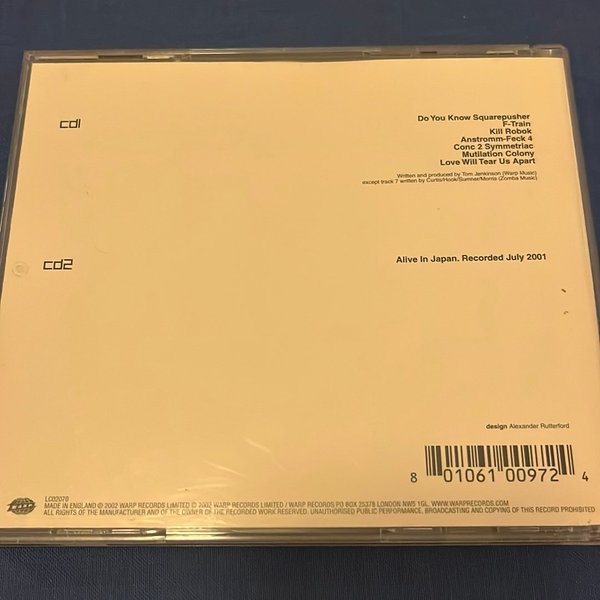 cd1
Do You Know Squarepusher
F-Train
Kill Robok
Anstromm-Feck 4
Conc 2 Symmetriac
Mutilation Colony
Love Will Tear Us Apart
Written and produced by Tom Jenkinson (Warp Music)
except track 7 written by Curtis/Hook/Sumner/Morris (Zomba Music)
cd2
Alive In Japan. Recorded July 2001
design Alexander Rutterford
8 01061 00972 4
LC02070
MADE IN ENGLAND ℗ 2002 WARP RECORDS LIMITED © 2002 WARP RECORDS LIMITED / WARP RECORDS PO BOX 25378 LONDON NW5 1GL. WWW.WARPRECORDS.COM
ALL RIGHTS OF THE MANUFACTURER AND OF THE OWNER OF THE RECORDED WORK RESERVED. UNAUTHORISED PUBLIC PERFORMANCE, BROADCASTING AND COPYING OF THIS RECORD PROHIBITED